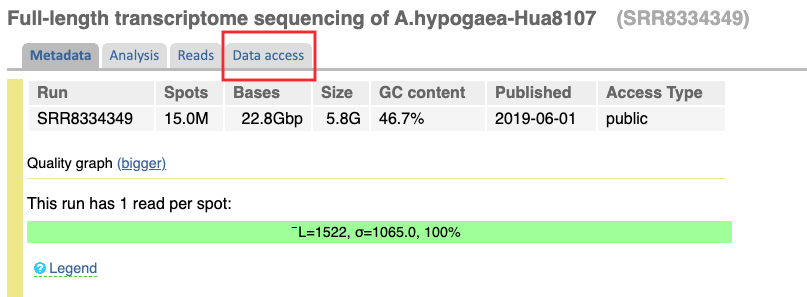 Full-length transcriptome sequencing of A.hypogaea-Hua8107 (SRR8334349)
Metadata Analysis Reads Data access
Run Spots Bases Size GC content Published Access Type
SRR8334349 15.0M 22.8Gbp 5.8G 46.7% 2019-06-01 public
Quality graph (bigger)
This run has 1 read per spot:
‾L=1522, σ=1065.0, 100%
Legend